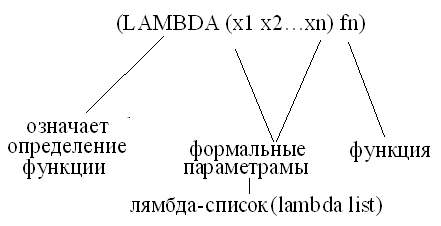 (LAMBDA (x1 x2...xn) fn)
означает
определение
функции
формальные
параметрамы
функция
лямбда-список(lambda list)